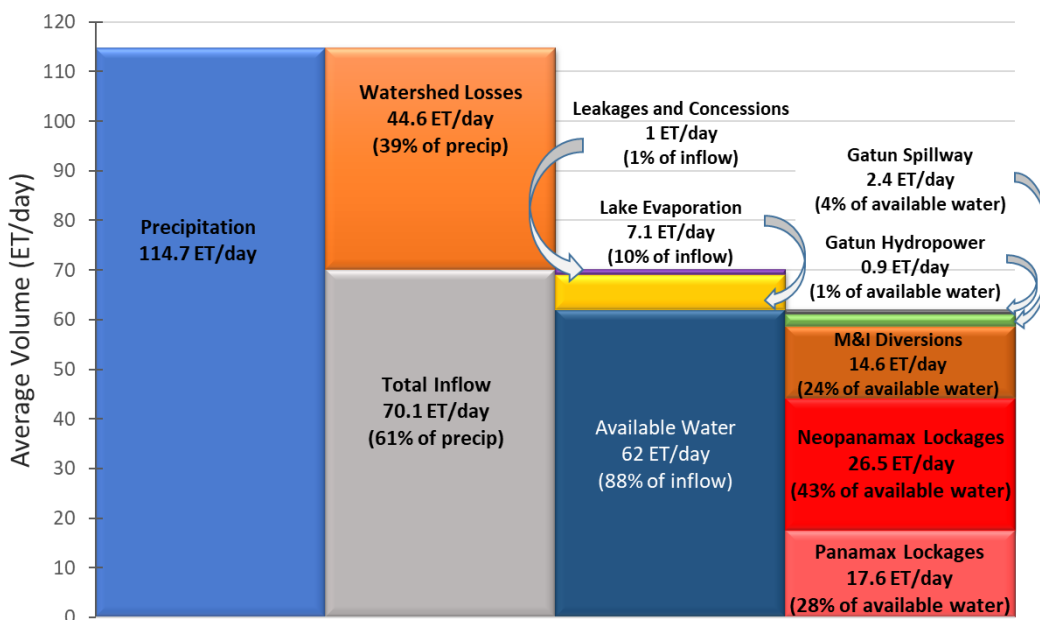 Average Volume (ET/day)
120
110
100
90
80
70
60
50
40
30
20
10
0
Precipitation
114.7 ET/day
Watershed Losses
44.6 ET/day
(39% of precip)
Total Inflow
70.1 ET/day
(61% of precip)
Leakages and Concessions
1 ET/day
(1% of inflow)
Lake Evaporation
7.1 ET/day
(10% of inflow)
Available Water
62 ET/day
(88% of inflow)
Gatun Spillway
2.4 ET/day
(4% of available water)
Gatun Hydropower
0.9 ET/day
(1% of available water)
M&I Diversions
14.6 ET/day
(24% of available water)
Neopanamax Lockages
26.5 ET/day
(43% of available water)
Panamax Lockages
17.6 ET/day
(28% of available water)